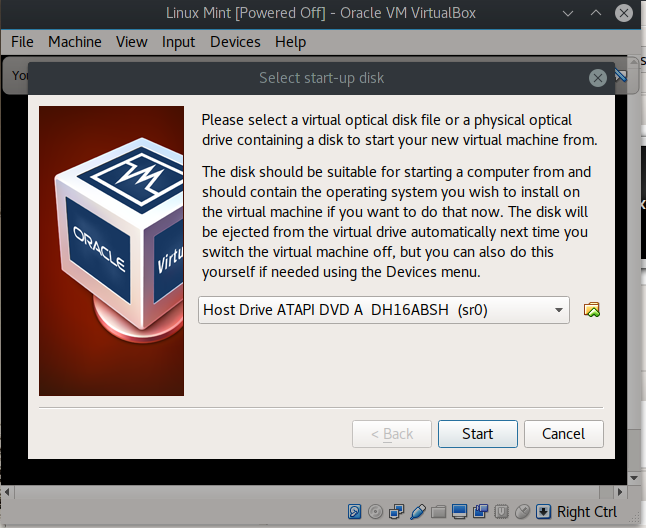 Linux Mint [Powered Off] - Oracle VM VirtualBox
File Machine View Input Devices Help
Select start-up disk
Please select a virtual optical disk file or a physical optical
drive containing a disk to start your new virtual machine from.
The disk should be suitable for starting a computer from and
should contain the operating system you wish to install on
the virtual machine if you want to do that now. The disk will
be ejected from the virtual drive automatically next time you
switch the virtual machine off, but you can also do this
yourself if needed using the Devices menu.
ORACLE
Virtu
Host Drive ATAPI DVD A  DH16ABSH  (sr0)
< Back Start Cancel
Right Ctrl